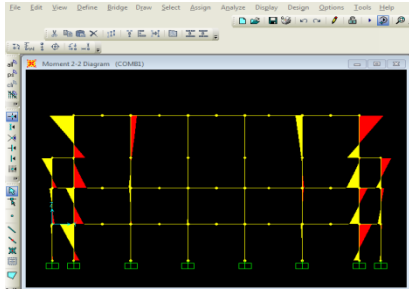 File Edit View Define Bridge Draw Select Assign Analyze Display Design Options Tools Help
Moment 2-2 Diagram (COMB1)
all